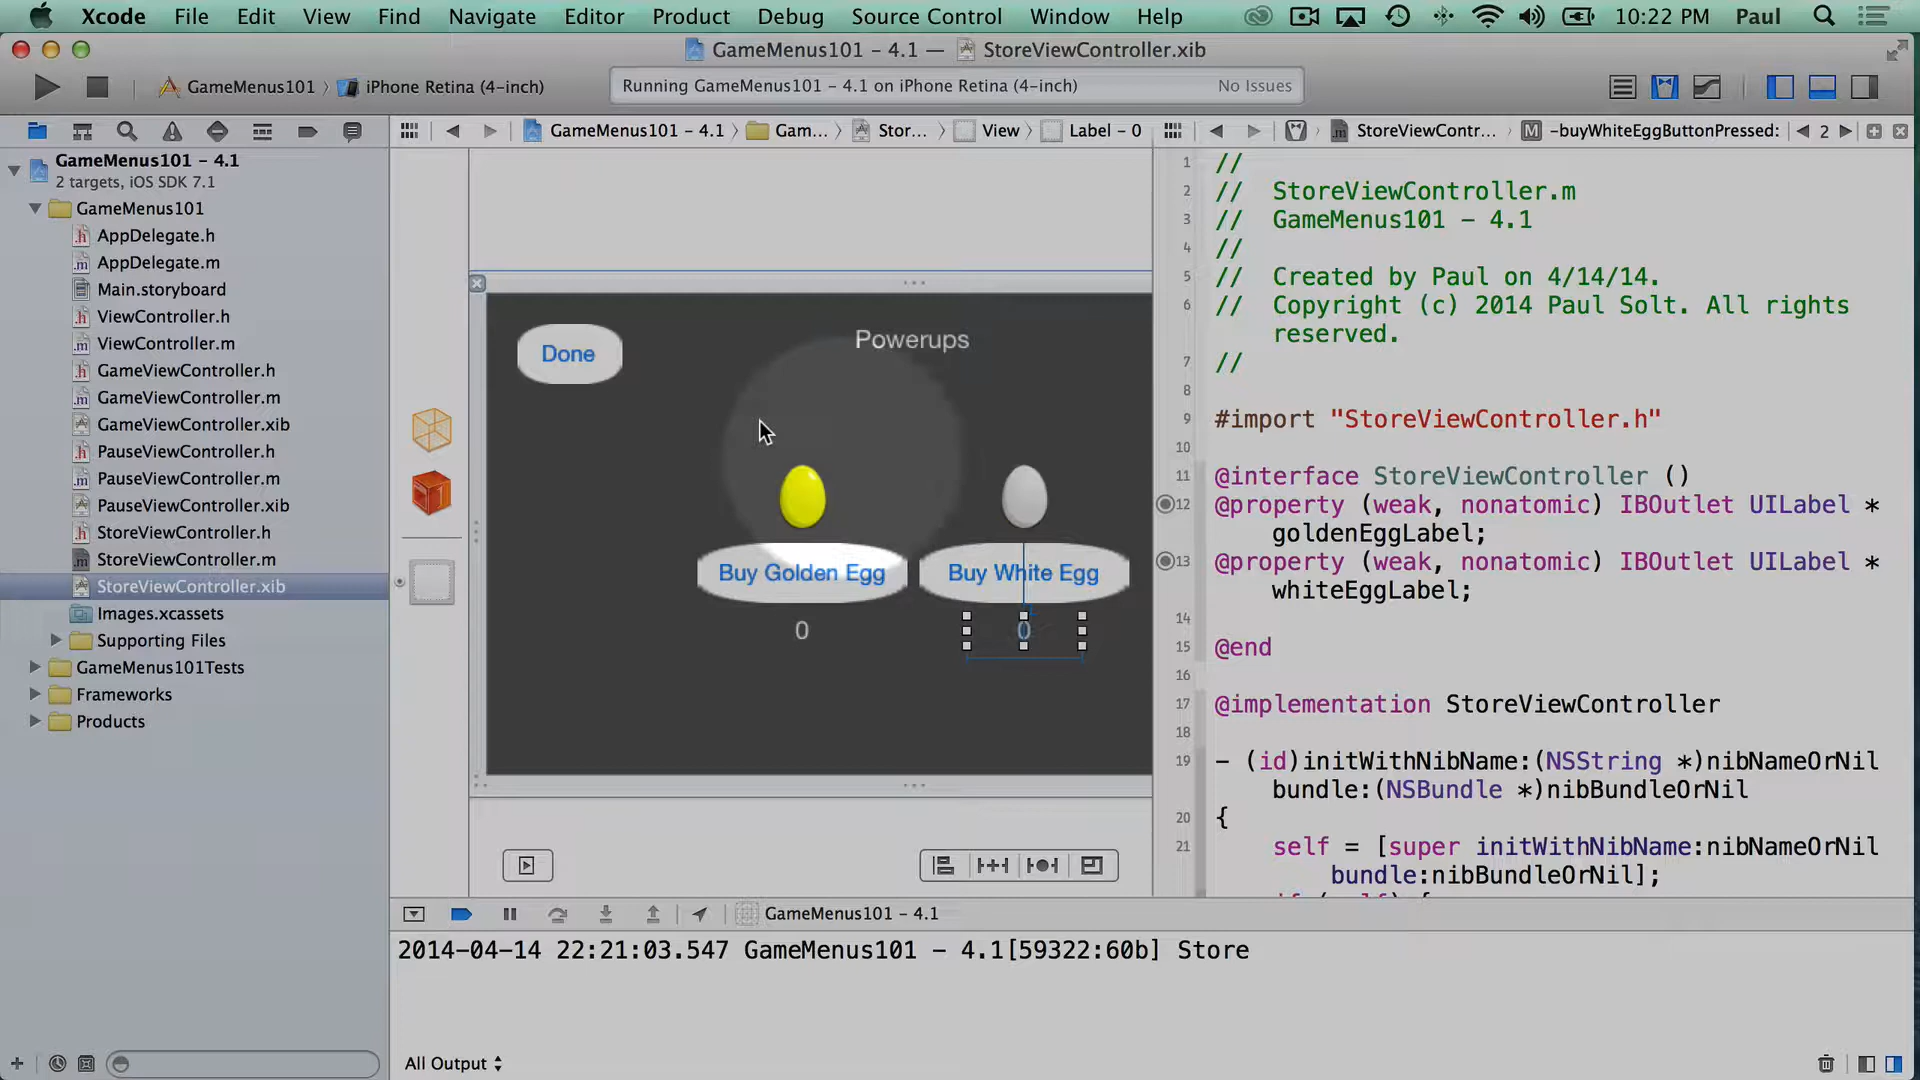 Xcode File Edit View Find Navigate Editor Product Debug Source Control Window Help 10:22 PM Paul
GameMenus101 - 4.1 — StoreViewController.xib
GameMenus101 iPhone Retina (4-inch) Running GameMenus101 - 4.1 on iPhone Retina (4-inch) No Issues
GameMenus101 - 4.1 Gam... Stor... View Label - 0 StoreViewContr... M -buyWhiteEggButtonPressed: 2
GameMenus101 - 4.1
2 targets, iOS SDK 7.1
GameMenus101
AppDelegate.h
AppDelegate.m
Main.storyboard
ViewController.h
ViewController.m
GameViewController.h
GameViewController.m
GameViewController.xib
PauseViewController.h
PauseViewController.m
PauseViewController.xib
StoreViewController.h
StoreViewController.m
StoreViewController.xib
Images.xcassets
Supporting Files
GameMenus101Tests
Frameworks
Products
Powerups
Done
Buy Golden Egg Buy White Egg
0 0
1 //
2 // StoreViewController.m
3 // GameMenus101 - 4.1
4 //
5 // Created by Paul on 4/14/14.
6 // Copyright (c) 2014 Paul Solt. All rights
reserved.
7 //
8
9 #import "StoreViewController.h"
10
11 @interface StoreViewController ()
12 @property (weak, nonatomic) IBOutlet UILabel *
goldenEggLabel;
13 @property (weak, nonatomic) IBOutlet UILabel *
whiteEggLabel;
14
15 @end
16
17 @implementation StoreViewController
18
19 - (id)initWithNibName:(NSString *)nibNameOrNil
bundle:(NSBundle *)nibBundleOrNil
20 {
21 self = [super initWithNibName:nibNameOrNil
bundle:nibBundleOrNil];
GameMenus101 - 4.1
2014-04-14 22:21:03.547 GameMenus101 - 4.1[59322:60b] Store
All Output